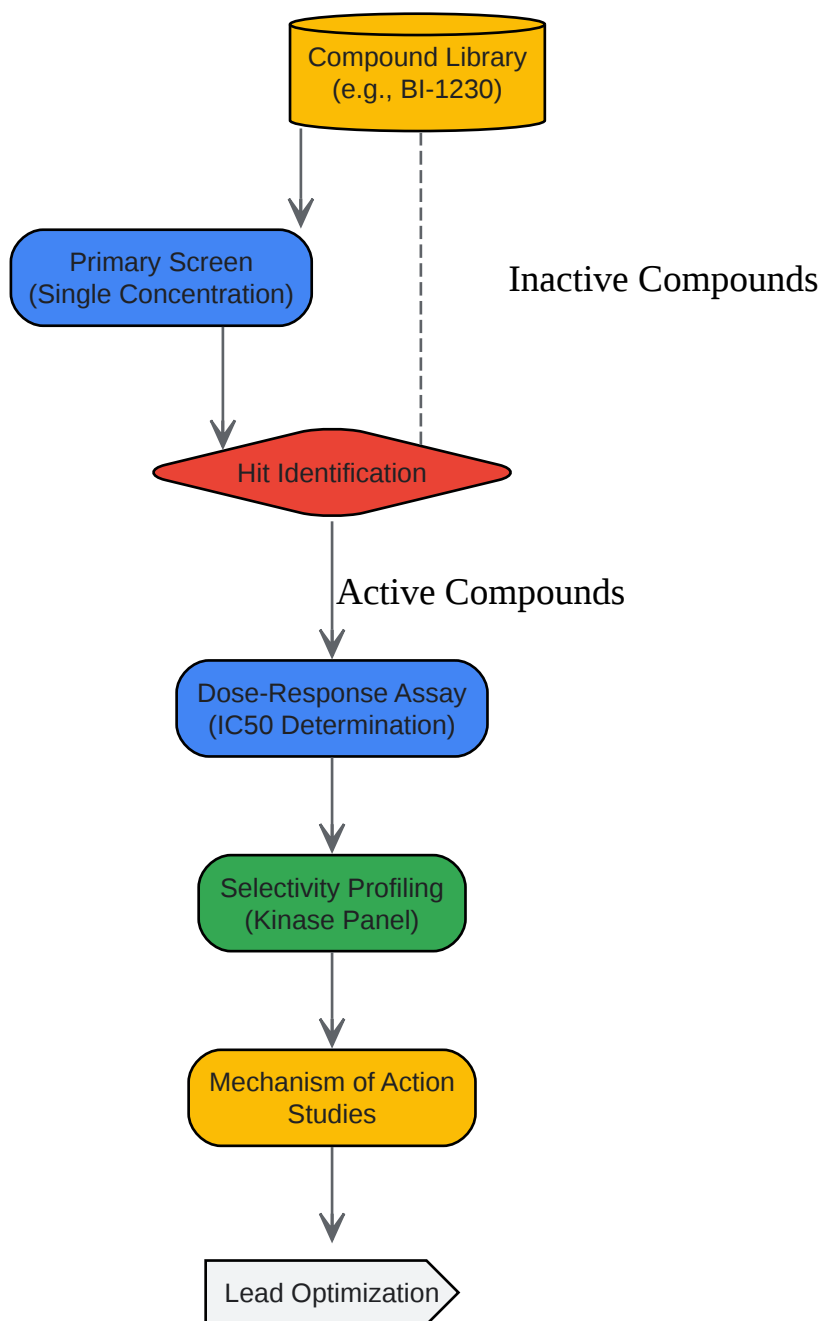 Compound Library
(e.g., BI-1230)
Primary Screen
(Single Concentration)
Inactive Compounds
Hit Identification
Active Compounds
Dose-Response Assay
(IC50 Determination)
Selectivity Profiling
(Kinase Panel)
Mechanism of Action
Studies
Lead Optimization